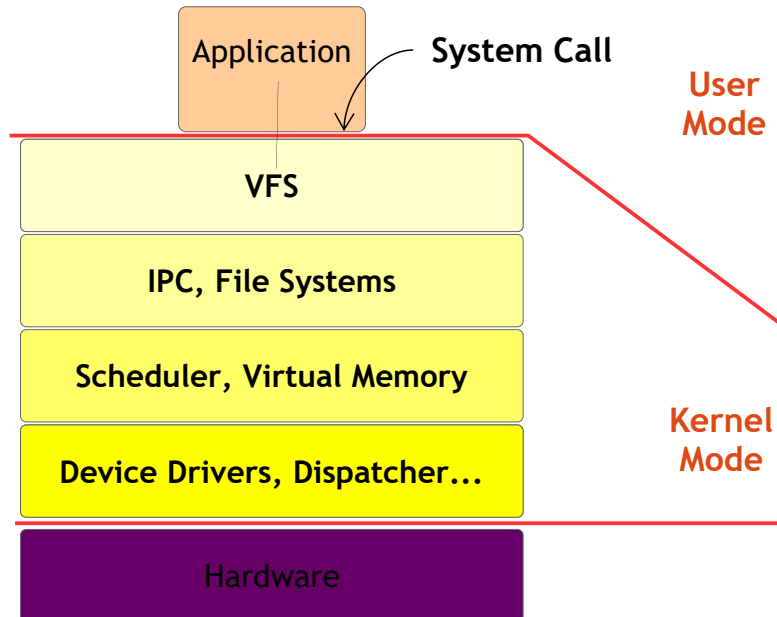 Application
System Call
User
Mode
VFS
IPC, File Systems
Scheduler, Virtual Memory
Kernel
Mode
Device Drivers, Dispatcher...
Hardware